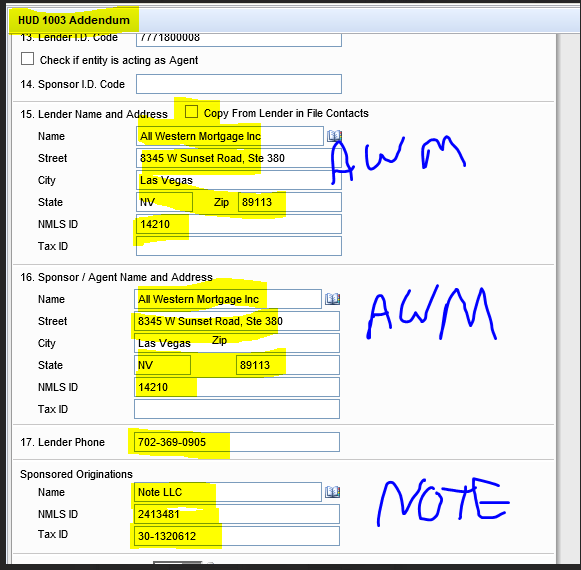 HUD 1003 Addendum
13. Lender I.D. Code 7771800008
Check if entity is acting as Agent
14. Sponsor I.D. Code
15. Lender Name and Address Copy From Lender in File Contacts
Name All Western Mortgage Inc
Street 8345 W Sunset Road, Ste 380
AWM
City Las Vegas
State NV Zip 89113
NMLS ID 14210
Tax ID
16. Sponsor / Agent Name and Address
Name All Western Mortgage Inc
Street 8345 W Sunset Road, Ste 380
AWM
City Las Vegas Zip
State NV 89113
NMLS ID 14210
Tax ID
17. Lender Phone 702-369-0905
Sponsored Originations
Name Note LLC
NOTE
NMLS ID 2413481
Tax ID 30-1320612